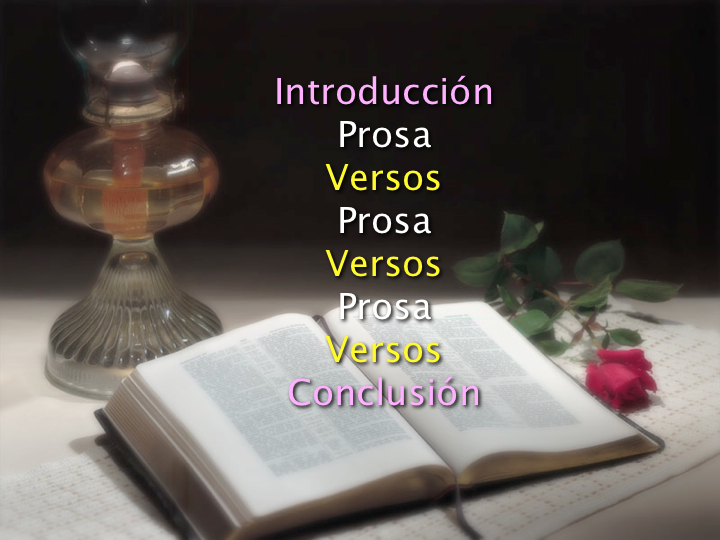 Introducción
Prosa
Versos
Prosa
Versos
Prosa
Versos
Conclusión